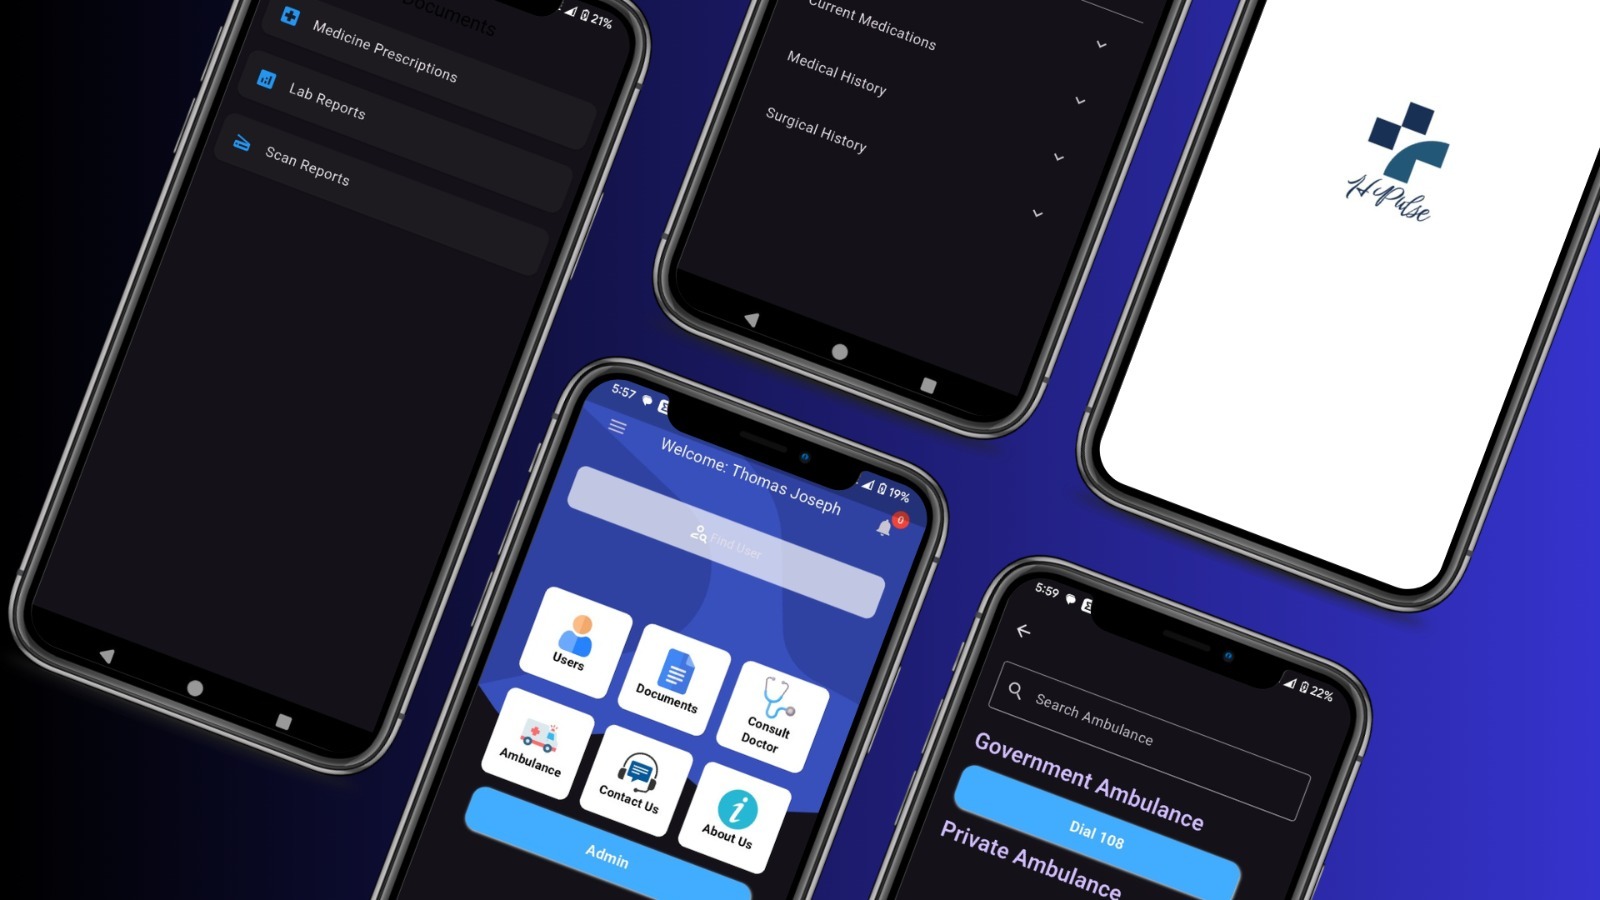 Documents
21%
Medicine Prescriptions
Lab Reports
Scan Reports
Current Medications
Medical History
Surgical History
HyPulse
5:57
19%
Welcome: Thomas Joseph
0
Find User
Users
Documents
Consult
Doctor
Ambulance
Contact Us
About Us
Admin
5:59
22%
Search Ambulance
Government Ambulance
Dial 108
Private Ambulance